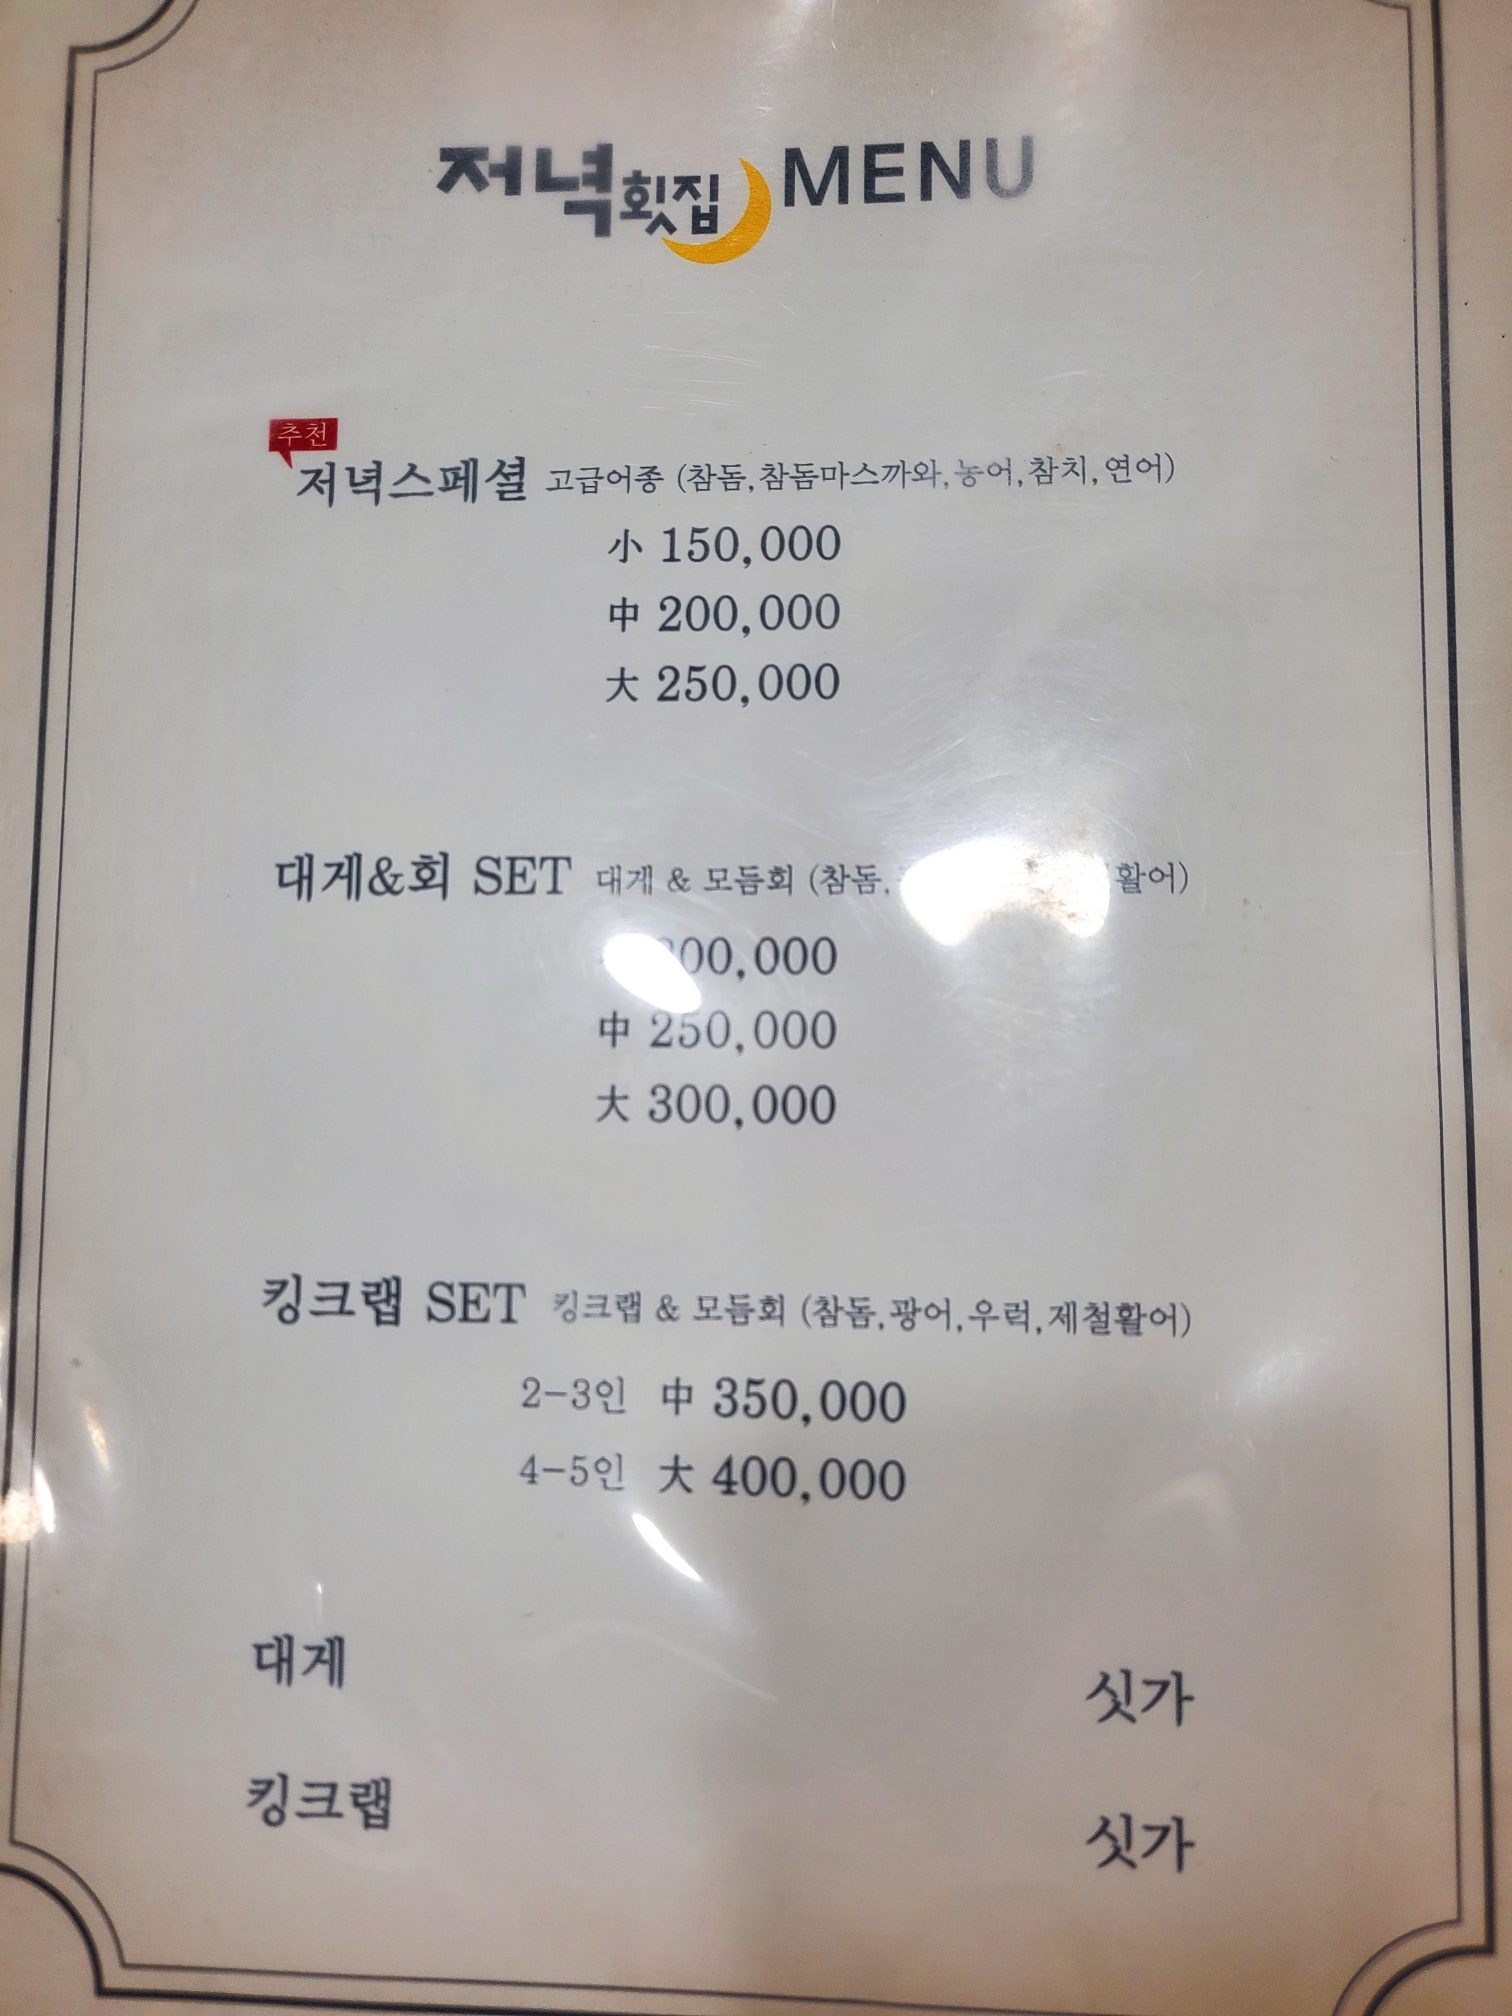 저녁횟집 MENU
추천
저녁스페셜 고급어종 (참돔,참돔마스까와,농어,참치,연어)
小 150,000
中 200,000
大 250,000
대게&회 SET 대게 & 모듬회 (참돔, 활어)
00,000
中 250,000
大 300,000
킹크랩 SET 킹크랩 & 모듬회 (참돔,광어,우럭,제철활어)
2-3인 中 350,000
4-5인 大 400,000
대게
싯가
킹크랩
싯가